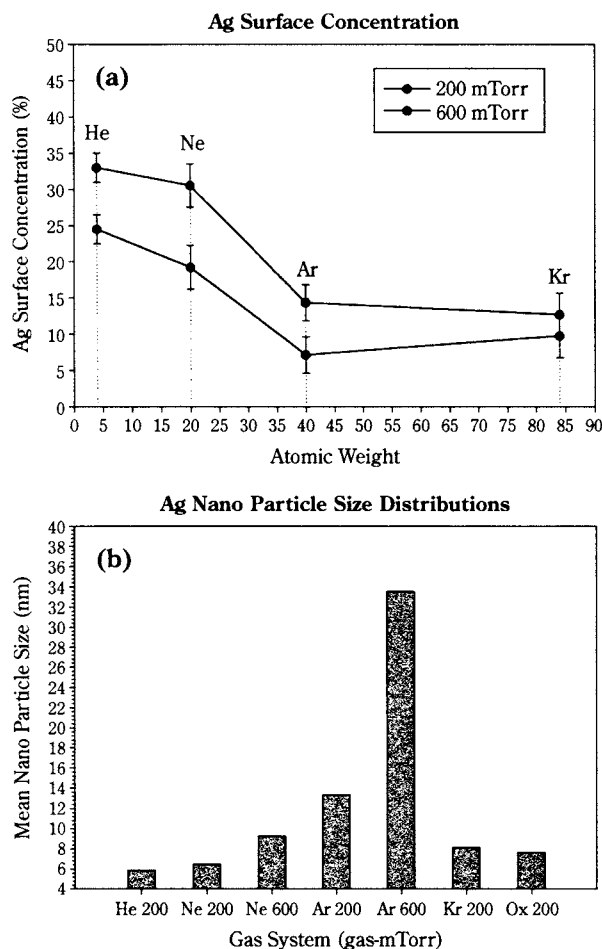 Ag Surface Concentration
(a)
200 mTorr
600 mTorr
He
Ne
Ar
Kr
50
45
40
35
30
25
20
15
10
5
0
Ag Surface Concentration (%)
0 5 10 15 20 25 30 35 40 45 50 55 60 65 70 75 80 85 90
Atomic Weight
Ag Nano Particle Size Distributions
(b)
40
38
36
34
32
30
28
26
24
22
20
18
16
14
12
10
8
6
4
Mean Nano Particle Size (nm)
He 200 Ne 200 Ne 600 Ar 200 Ar 600 Kr 200 Ox 200
Gas System (gas-mTorr)